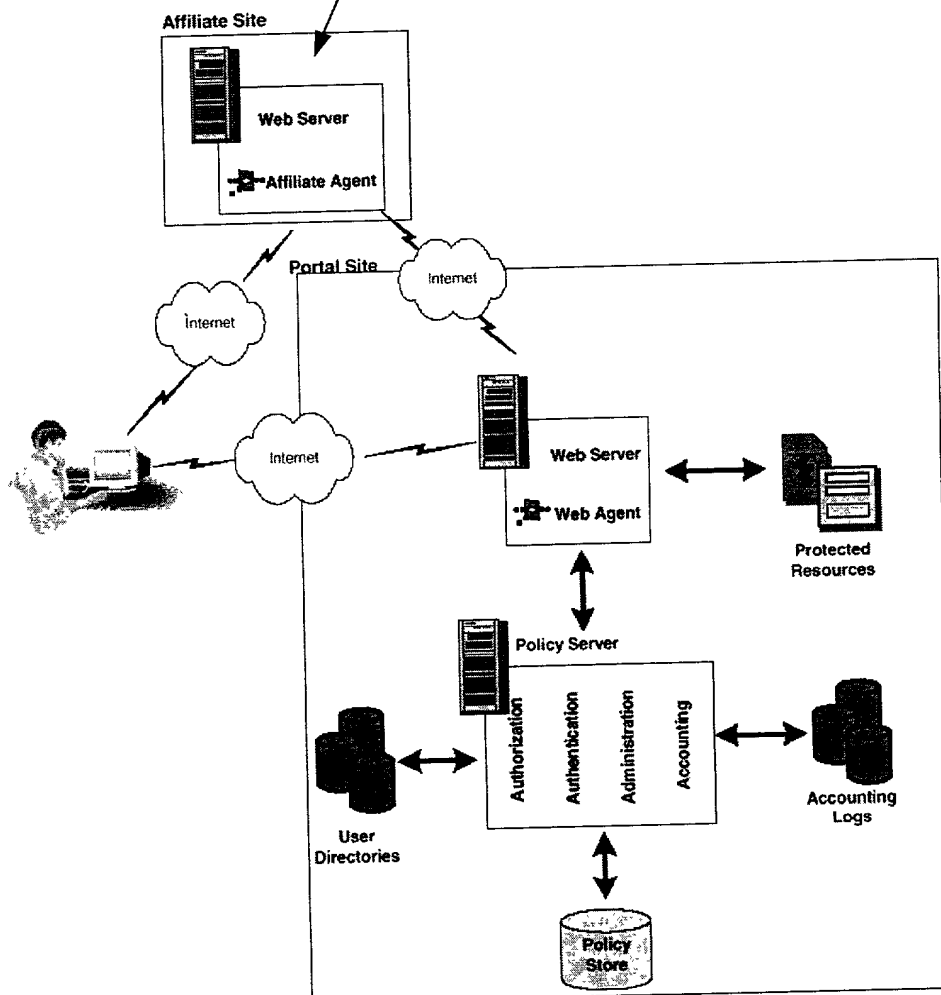 Affiliate Site
Web Server
Affiliate Agent
Portal Site
Internet
Internet
Internet
Web Server
Web Agent
Protected
Resources
Policy Server
Authorization
Authentication
Administration
Accounting
User
Directories
Accounting
Logs
Policy
Store